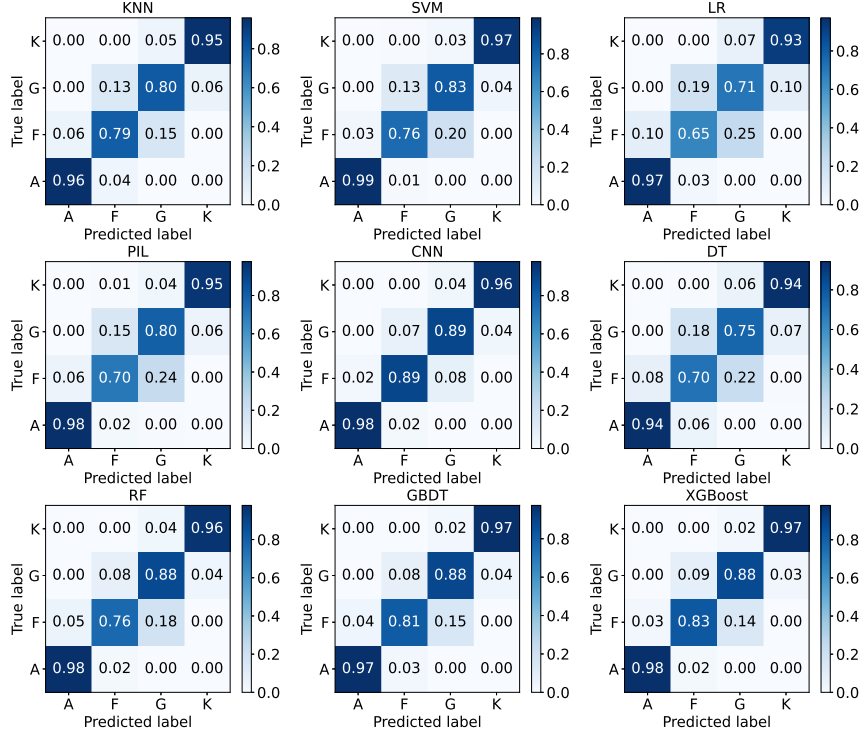 KNN
K 0.00 0.00 0.05 0.95
G 0.00 0.13 0.80 0.06
F 0.06 0.79 0.15 0.00
A 0.96 0.04 0.00 0.00
A F G K
Predicted label
True label
0.8
0.6
0.4
0.2
0.0
SVM
K 0.00 0.00 0.03 0.97
G 0.00 0.13 0.83 0.04
F 0.03 0.76 0.20 0.00
A 0.99 0.01 0.00 0.00
A F G K
Predicted label
True label
0.8
0.6
0.4
0.2
0.0
LR
K 0.00 0.00 0.07 0.93
G 0.00 0.19 0.71 0.10
F 0.10 0.65 0.25 0.00
A 0.97 0.03 0.00 0.00
A F G K
Predicted label
True label
0.8
0.6
0.4
0.2
0.0
PIL
K 0.00 0.01 0.04 0.95
G 0.00 0.15 0.80 0.06
F 0.06 0.70 0.24 0.00
A 0.98 0.02 0.00 0.00
A F G K
Predicted label
True label
0.8
0.6
0.4
0.2
0.0
CNN
K 0.00 0.00 0.04 0.96
G 0.00 0.07 0.89 0.04
F 0.02 0.89 0.08 0.00
A 0.98 0.02 0.00 0.00
A F G K
Predicted label
True label
0.8
0.6
0.4
0.2
0.0
DT
K 0.00 0.00 0.06 0.94
G 0.00 0.18 0.75 0.07
F 0.08 0.70 0.22 0.00
A 0.94 0.06 0.00 0.00
A F G K
Predicted label
True label
0.8
0.6
0.4
0.2
0.0
RF
K 0.00 0.00 0.04 0.96
G 0.00 0.08 0.88 0.04
F 0.05 0.76 0.18 0.00
A 0.98 0.02 0.00 0.00
A F G K
Predicted label
True label
0.8
0.6
0.4
0.2
0.0
GBDT
K 0.00 0.00 0.02 0.97
G 0.00 0.08 0.88 0.04
F 0.04 0.81 0.15 0.00
A 0.97 0.03 0.00 0.00
A F G K
Predicted label
True label
0.8
0.6
0.4
0.2
0.0
XGBoost
K 0.00 0.00 0.02 0.97
G 0.00 0.09 0.88 0.03
F 0.03 0.83 0.14 0.00
A 0.98 0.02 0.00 0.00
A F G K
Predicted label
True label
0.8
0.6
0.4
0.2
0.0